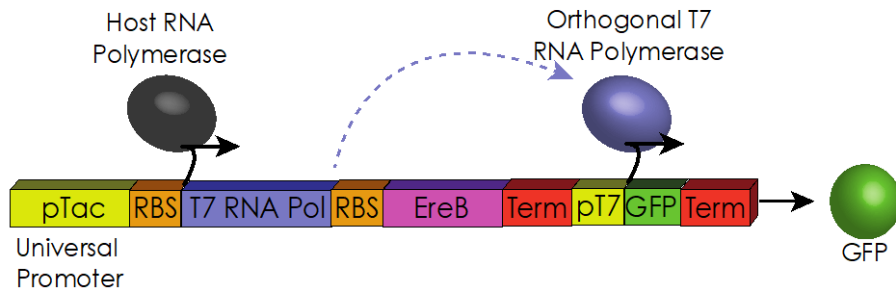 Host RNA
Polymerase
Orthogonal T7
RNA Polymerase
pTac RBS T7 RNA Pol RBS EreB Term pT7 GFP Term
Universal
Promoter
GFP